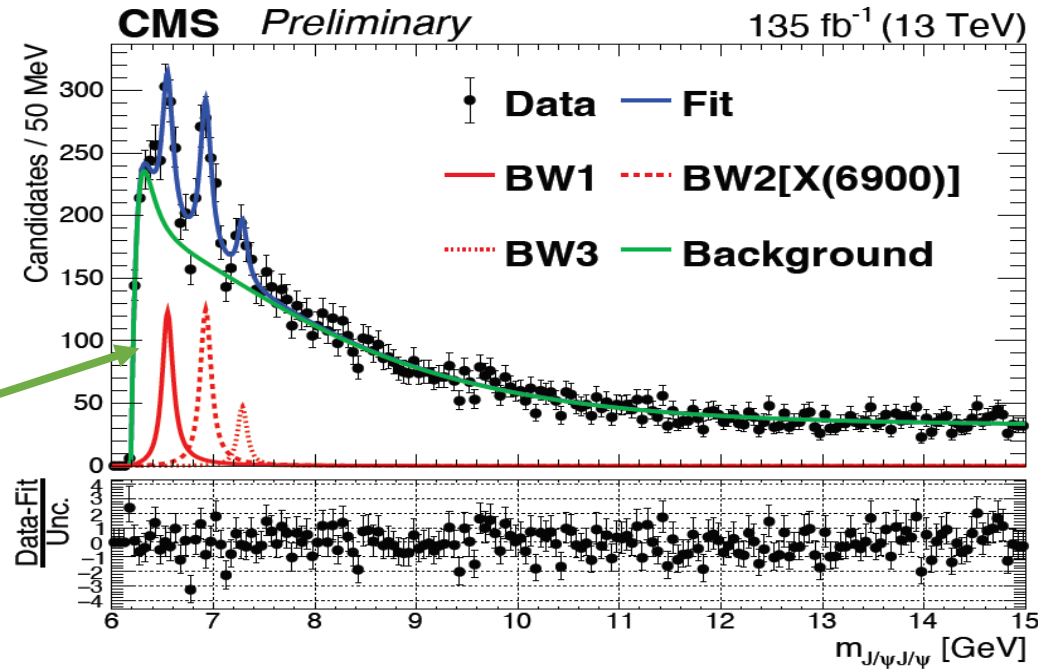 CMS Preliminary 135 fb⁻¹ (13 TeV)
Candidates / 50 MeV
300
250
200
150
100
50
0
Data
Fit
BW1
BW2[X(6900)]
BW3
Background
Data-Fit
Unc.
4
3
2
1
0
−1
−2
−3
−4
6 7 8 9 10 11 12 13 14 15
m_J/ψJ/ψ [GeV]